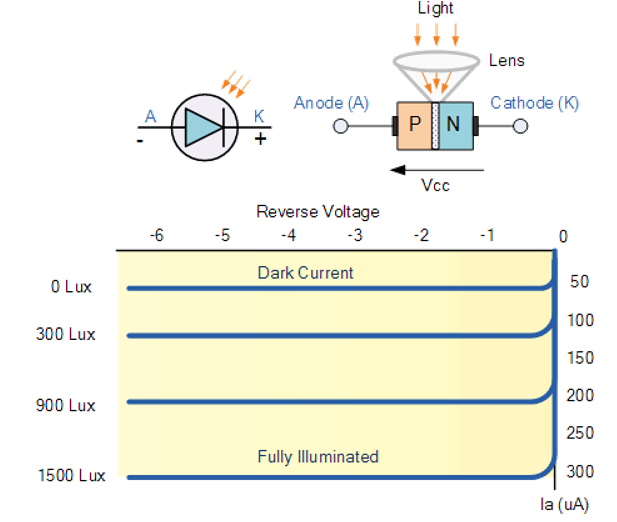 Light
Lens
A
K
-
+
Anode (A)
Cathode (K)
P
N
Vcc
Reverse Voltage
-6 -5 -4 -3 -2 -1 0
Dark Current
0 Lux
50
300 Lux
100
150
900 Lux
200
250
Fully Illuminated
1500 Lux
300
Ia (uA)